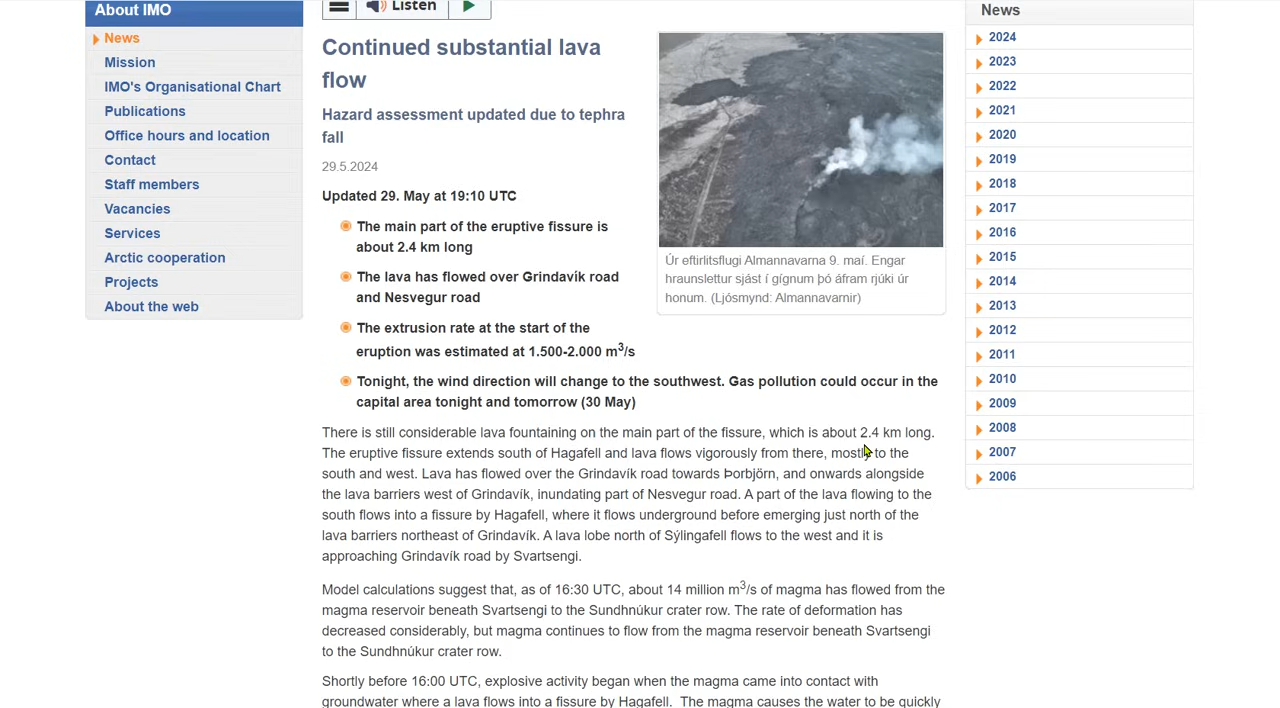 About IMO
News
Mission
IMO's Organisational Chart
Publications
Office hours and location
Contact
Staff members
Vacancies
Services
Arctic cooperation
Projects
About the web
Listen
Continued substantial lava
flow
Hazard assessment updated due to tephra
fall
29.5.2024
Updated 29. May at 19:10 UTC
The main part of the eruptive fissure is
about 2.4 km long
The lava has flowed over Grindavík road
and Nesvegur road
The extrusion rate at the start of the
eruption was estimated at 1.500-2.000 m³/s
Tonight, the wind direction will change to the southwest. Gas pollution could occur in the
capital area tonight and tomorrow (30 May)
There is still considerable lava fountaining on the main part of the fissure, which is about 2.4 km long.
The eruptive fissure extends south of Hagafell and lava flows vigorously from there, mostly to the
south and west. Lava has flowed over the Grindavík road towards Þorbjörn, and onwards alongside
the lava barriers west of Grindavík, inundating part of Nesvegur road. A part of the lava flowing to the
south flows into a fissure by Hagafell, where it flows underground before emerging just north of the
lava barriers northeast of Grindavík. A lava lobe north of Sýlingafell flows to the west and it is
approaching Grindavík road by Svartsengi.
Model calculations suggest that, as of 16:30 UTC, about 14 million m³/s of magma has flowed from the
magma reservoir beneath Svartsengi to the Sundhnúkur crater row. The rate of deformation has
decreased considerably, but magma continues to flow from the magma reservoir beneath Svartsengi
to the Sundhnúkur crater row.
Shortly before 16:00 UTC, explosive activity began when the magma came into contact with
groundwater where a lava flows into a fissure by Hagafell. The magma causes the water to be quickly
Úr eftirlitsflugi Almannavarna 9. maí. Engar
hraunslettur sjást í gígnum þó áfram rjúki úr
honum. (Ljósmynd: Almannavarnir)
News
2024
2023
2022
2021
2020
2019
2018
2017
2016
2015
2014
2013
2012
2011
2010
2009
2008
2007
2006